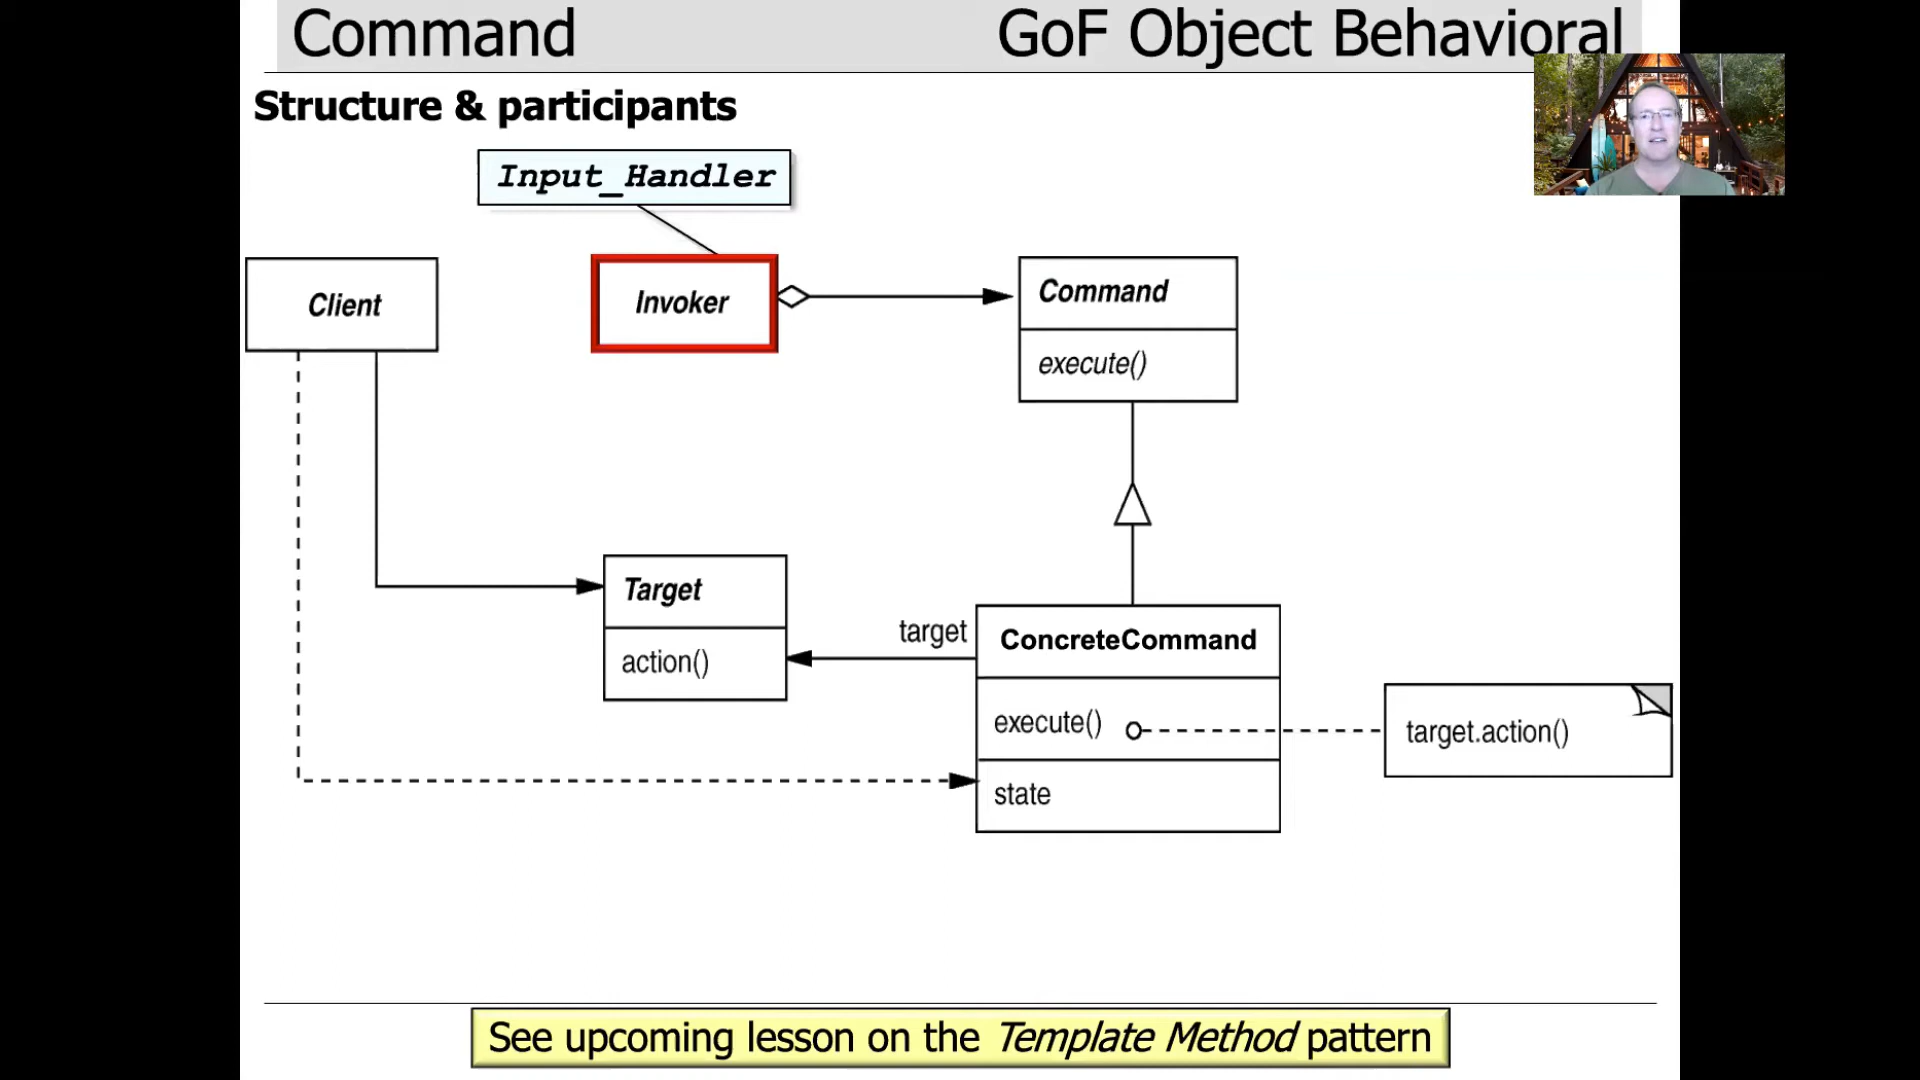 Command
GoF Object Behavioral
Structure & participants
Input_Handler
Client
Invoker
Command
execute()
Target
action()
target
ConcreteCommand
execute()
state
target.action()
See upcoming lesson on the Template Method pattern